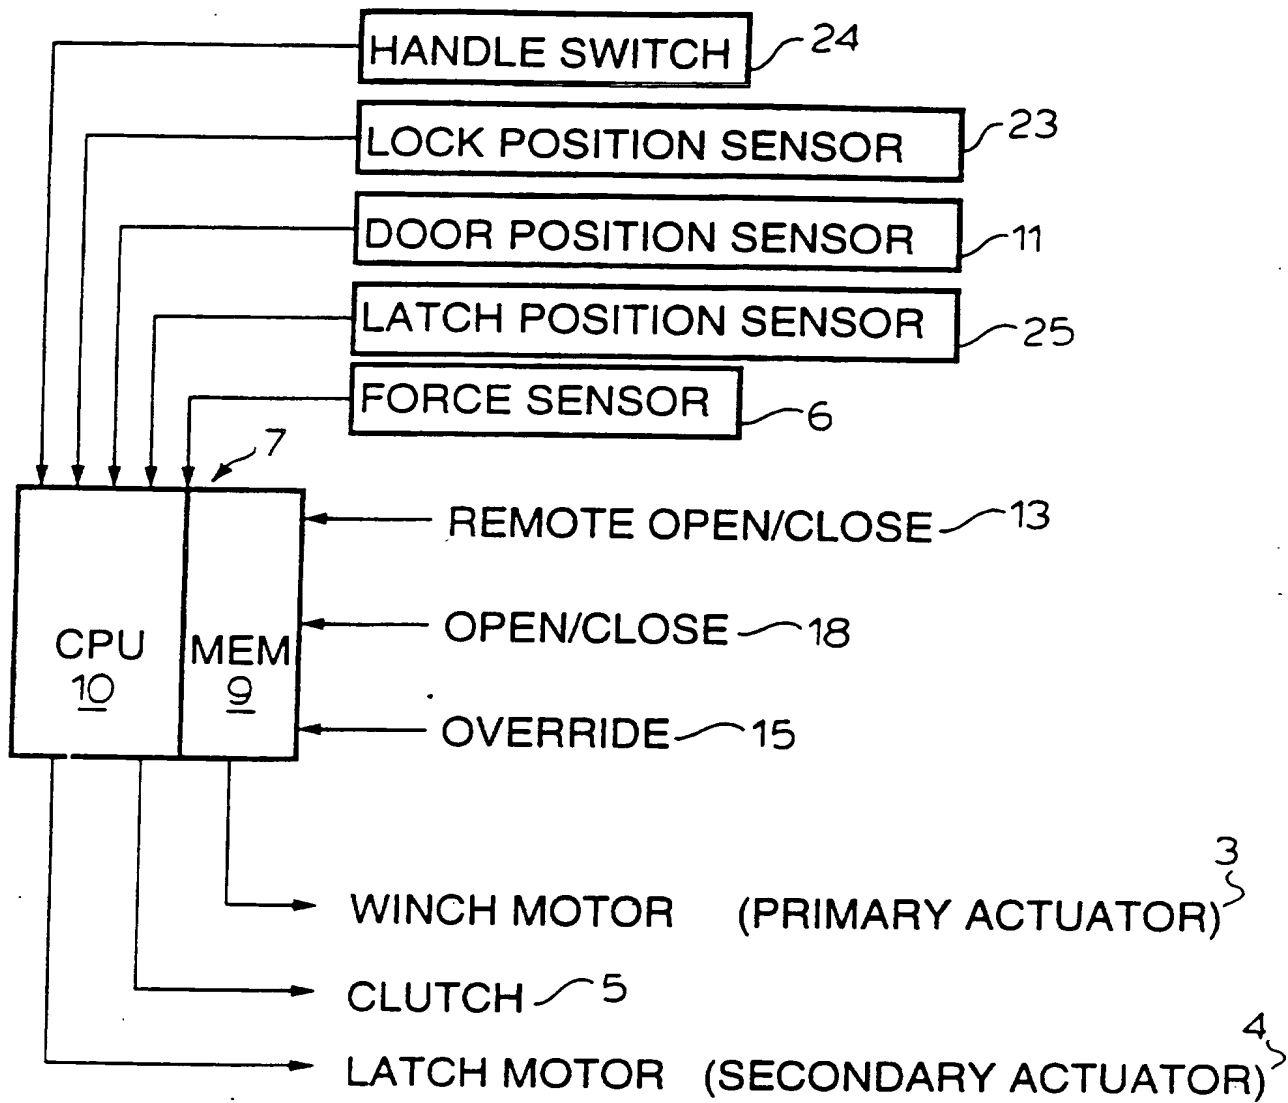 HANDLE SWITCH 24
LOCK POSITION SENSOR 23
DOOR POSITION SENSOR 11
LATCH POSITION SENSOR 25
FORCE SENSOR 6
7
REMOTE OPEN/CLOSE 13
OPEN/CLOSE 18
CPU MEM
10 9
OVERRIDE 15
3
WINCH MOTOR (PRIMARY ACTUATOR)
CLUTCH 5
4
LATCH MOTOR (SECONDARY ACTUATOR)